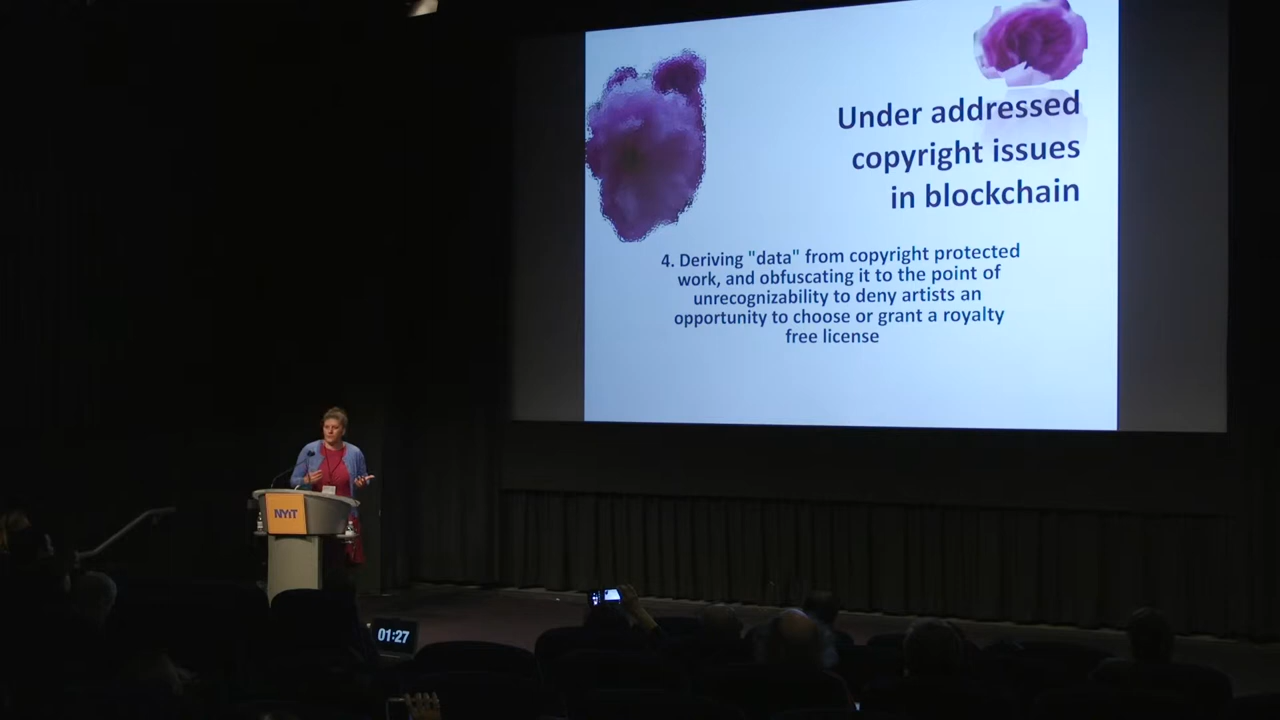 Under addressed
copyright issues
in blockchain
4. Deriving "data" from copyright protected
work, and obfuscating it to the point of
unrecognizability to deny artists an
opportunity to choose or grant a royalty
free license
NYiT
01:27